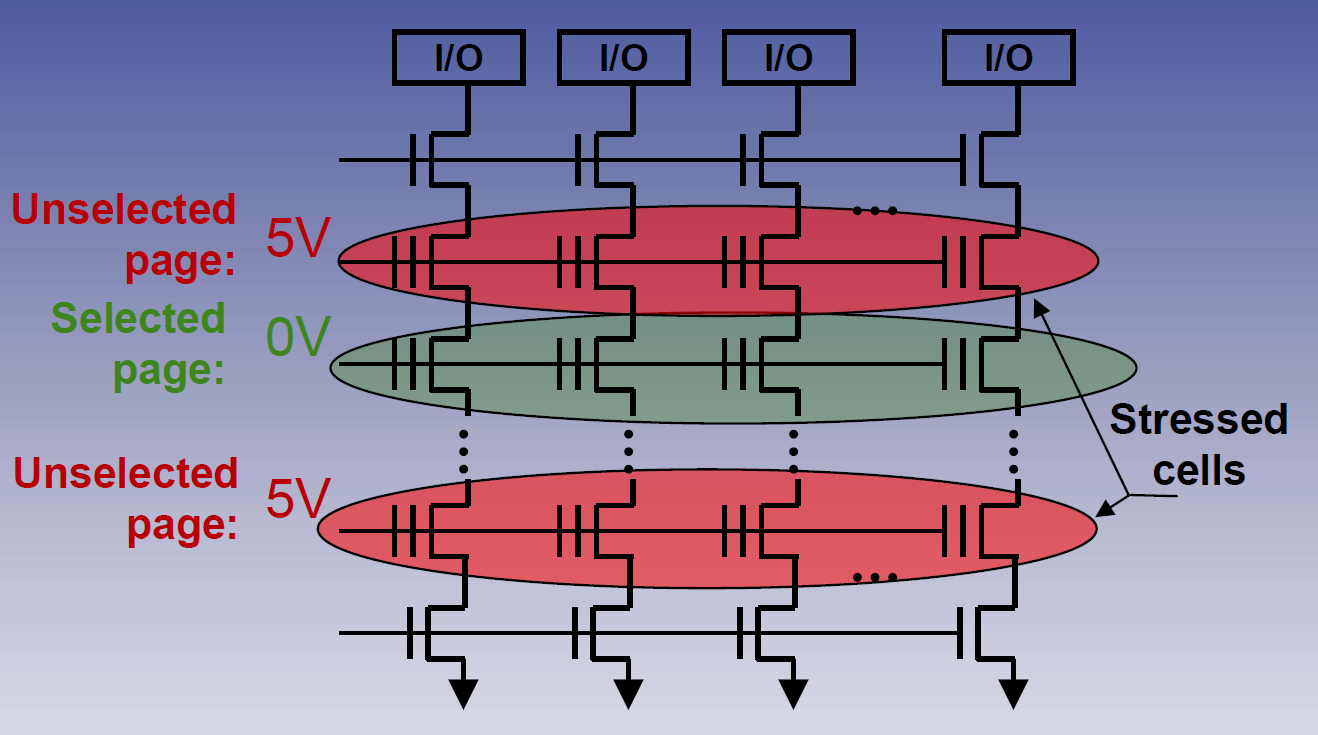 I/O I/O I/O I/O
Unselected
page: 5V
Selected
page: 0V
Stressed
cells
Unselected
page: 5V